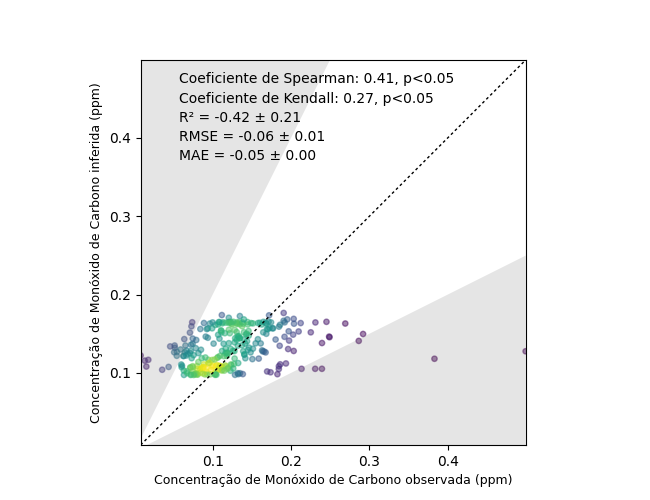 Coeficiente de Spearman: 0.41, p<0.05
Coeficiente de Kendall: 0.27, p<0.05
R² = -0.42 ± 0.21
RMSE = -0.06 ± 0.01
MAE = -0.05 ± 0.00
Concentração de Monóxido de Carbono inferida (ppm)
0.4
0.3
0.2
0.1
0.1 0.2 0.3 0.4
Concentração de Monóxido de Carbono observada (ppm)